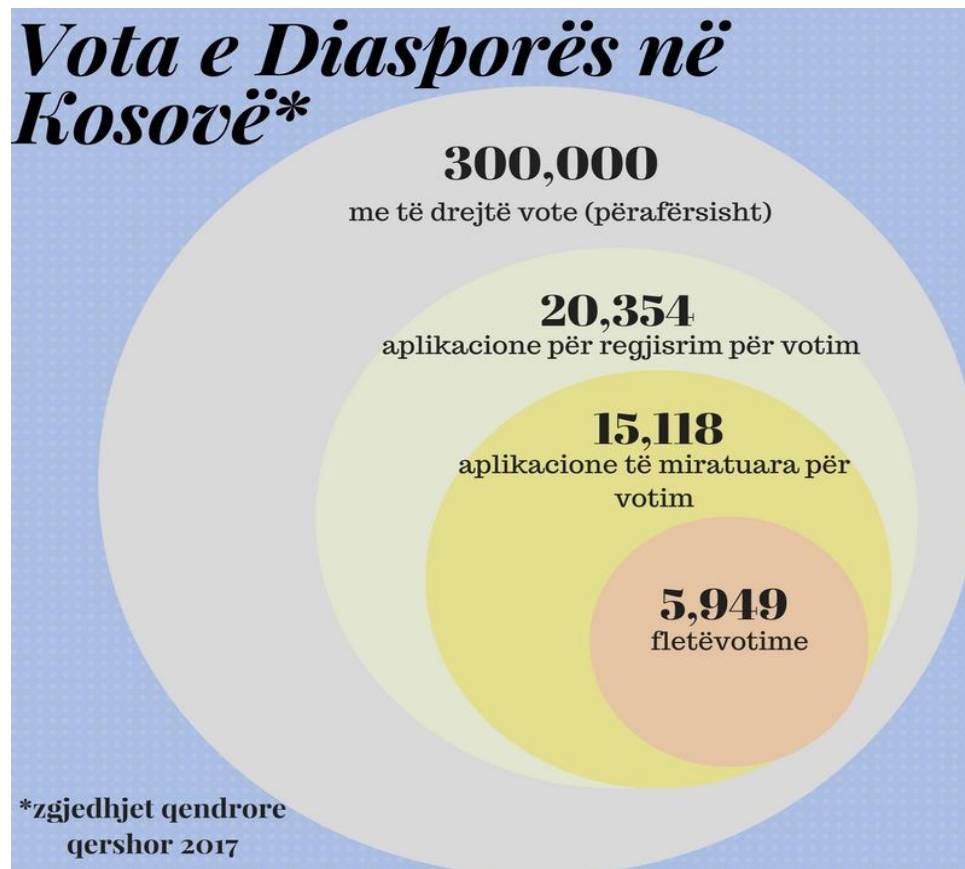 Vota e Diasporës në
Kosovë*
300,000
me të drejtë vote (përafërsisht)
20,354
aplikacione për regjisrim për votim
15,118
aplikacione të miratuara për
votim
5,949
fletëvotime
*zgjedhjet qendrore
qershor 2017